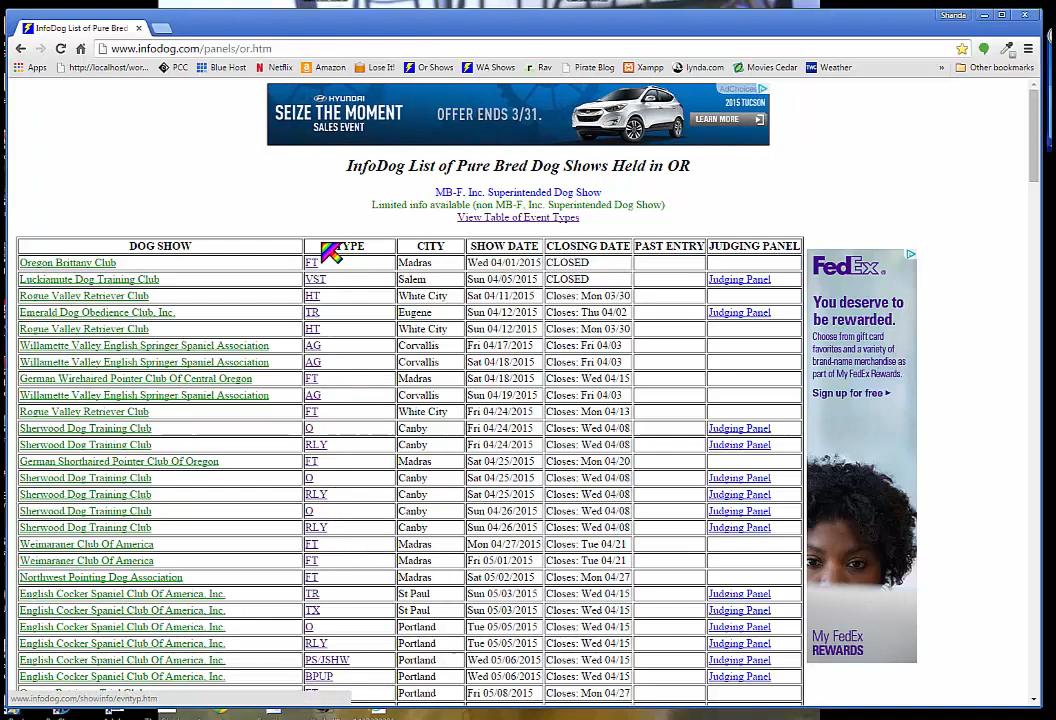 Shanda
InfoDog List of Pure Bred
www.infodog.com/panels/or.htm
Apps http://localhost/wor... PCC Blue Host Netflix Amazon Lose It! Or Shows WA Shows Rav Pirate Blog Xampp lynda.com Movies Cedar Weather » Other bookmarks
HYUNDAI
SEIZE THE MOMENT
SALES EVENT
OFFER ENDS 3/31.
AdChoices
2015 TUCSON
LEARN MORE
InfoDog List of Pure Bred Dog Shows Held in OR
MB-F, Inc. Superintended Dog Show
Limited info available (non MB-F, Inc. Superintended Dog Show)
View Table of Event Types
DOG SHOW TYPE CITY SHOW DATE CLOSING DATE PAST ENTRY JUDGING PANEL
Oregon Brittany Club FT Madras Wed 04/01/2015 CLOSED
Luckiamute Dog Training Club VST Salem Sun 04/05/2015 CLOSED Judging Panel
Rogue Valley Retriever Club HT White City Sat 04/11/2015 Closes: Mon 03/30
Emerald Dog Obedience Club, Inc. TR Eugene Sun 04/12/2015 Closes: Thu 04/02 Judging Panel
Rogue Valley Retriever Club HT White City Sun 04/12/2015 Closes: Mon 03/30
Willamette Valley English Springer Spaniel Association AG Corvallis Fri 04/17/2015 Closes: Fri 04/03
Willamette Valley English Springer Spaniel Association AG Corvallis Sat 04/18/2015 Closes: Fri 04/03
German Wirehaired Pointer Club Of Central Oregon FT Madras Sat 04/18/2015 Closes: Wed 04/15
Willamette Valley English Springer Spaniel Association AG Corvallis Sun 04/19/2015 Closes: Fri 04/03
Rogue Valley Retriever Club FT White City Fri 04/24/2015 Closes: Mon 04/13
Sherwood Dog Training Club O Canby Fri 04/24/2015 Closes: Wed 04/08 Judging Panel
Sherwood Dog Training Club RLY Canby Fri 04/24/2015 Closes: Wed 04/08 Judging Panel
German Shorthaired Pointer Club Of Oregon FT Madras Sat 04/25/2015 Closes: Mon 04/20
Sherwood Dog Training Club O Canby Sat 04/25/2015 Closes: Wed 04/08 Judging Panel
Sherwood Dog Training Club RLY Canby Sat 04/25/2015 Closes: Wed 04/08 Judging Panel
Sherwood Dog Training Club O Canby Sun 04/26/2015 Closes: Wed 04/08 Judging Panel
Sherwood Dog Training Club RLY Canby Sun 04/26/2015 Closes: Wed 04/08 Judging Panel
Weimaraner Club Of America FT Madras Mon 04/27/2015 Closes: Tue 04/21
Weimaraner Club Of America FT Madras Fri 05/01/2015 Closes: Tue 04/21
Northwest Pointing Dog Association FT Madras Sat 05/02/2015 Closes: Mon 04/27
English Cocker Spaniel Club Of America, Inc. TR St Paul Sun 05/03/2015 Closes: Wed 04/15 Judging Panel
English Cocker Spaniel Club Of America, Inc. TX St Paul Sun 05/03/2015 Closes: Wed 04/15 Judging Panel
English Cocker Spaniel Club Of America, Inc. O Portland Tue 05/05/2015 Closes: Wed 04/15 Judging Panel
English Cocker Spaniel Club Of America, Inc. RLY Portland Tue 05/05/2015 Closes: Wed 04/15 Judging Panel
English Cocker Spaniel Club Of America, Inc. PS/JSHW Portland Wed 05/06/2015 Closes: Wed 04/15 Judging Panel
English Cocker Spaniel Club Of America, Inc. BPUP Portland Wed 05/06/2015 Closes: Wed 04/15 Judging Panel
Portland Fri 05/08/2015 Closes: Mon 04/27
www.infodog.com/showinfo/evntyp.htm
FedEx
You deserve to
be rewarded.
Choose from gift card
favorites and a variety of
brand-name merchandise as
part of My FedEx Rewards.
Sign up for free
My FedEx
REWARDS